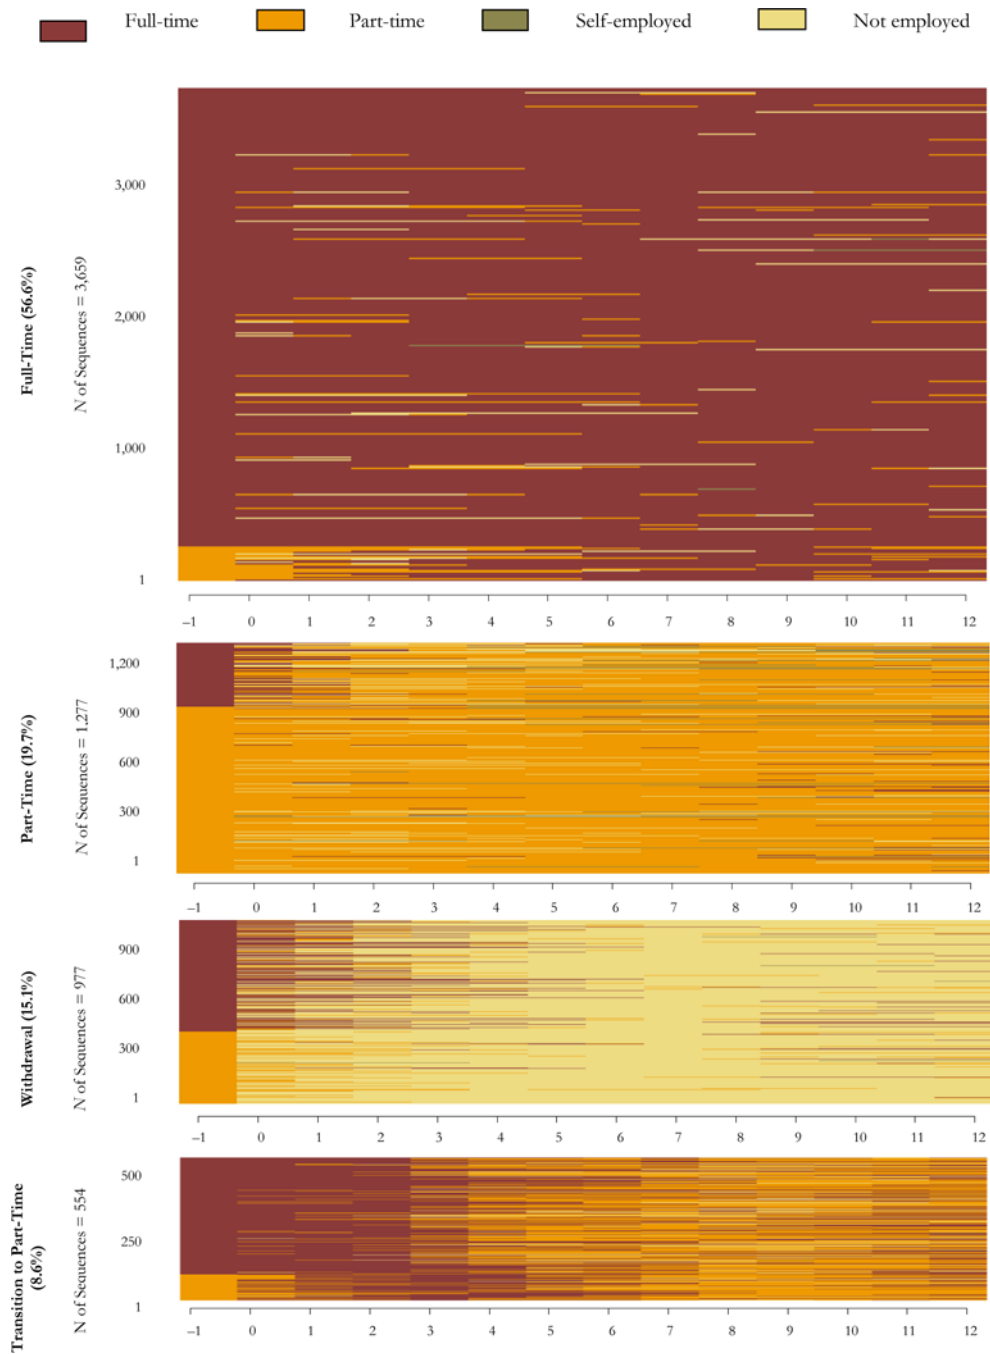 Full-time Part-time Self-employed Not employed
Full-Time (56.6%)
N of Sequences = 3,659
3,000
2,000
1,000
1
–1 0 1 2 3 4 5 6 7 8 9 10 11 12
Part-Time (19.7%)
N of Sequences = 1,277
1,200
900
600
300
1
–1 0 1 2 3 4 5 6 7 8 9 10 11 12
Withdrawal (15.1%)
N of Sequences = 977
900
600
300
1
–1 0 1 2 3 4 5 6 7 8 9 10 11 12
Transition to Part-Time
(8.6%)
N of Sequences = 554
500
250
1
–1 0 1 2 3 4 5 6 7 8 9 10 11 12